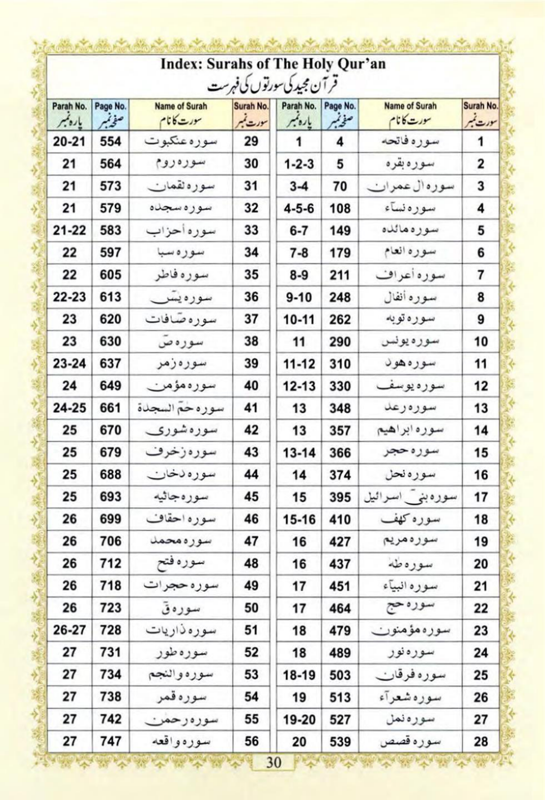 Index: Surahs of The Holy Qur'an
قرآن مجید کی سورتوں کی فہرست
Parah No. Page No. Name of Surah Surah No. Parah No. Page No. Name of Surah Surah No.
پارہ نمبر صفحہ نمبر سورت کا نام سورت نمبر پارہ نمبر صفحہ نمبر سورت کا نام سورت نمبر
20-21 554 سورہ عنکبوت 29 1 4 سورہ فاتحہ 1
21 564 سورہ روم 30 1-2-3 5 سورہ بقرہ 2
21 573 سورہ لقمان 31 3-4 70 سورہ آل عمران 3
21 579 سورہ سجدہ 32 4-5-6 108 سورہ نسآء 4
21-22 583 سورہ أحزاب 33 6-7 149 سورہ مائدہ 5
22 597 سورہ سبا 34 7-8 179 سورہ انعام 6
22 605 سورہ فاطر 35 8-9 211 سورہ أعراف 7
22-23 613 سورہ یٰسٓ 36 9-10 248 سورہ أنفال 8
23 620 سورہ صٓافات 37 10-11 262 سورہ توبہ 9
23 630 سورہ صٓ 38 11 290 سورہ یونس 10
23-24 637 سورہ زمر 39 11-12 310 سورہ ھود 11
24 649 سورہ مؤمن 40 12-13 330 سورہ یوسف 12
24-25 661 سورہ حٰمٓ السجدة 41 13 348 سورہ رعد 13
25 670 سورہ شوری 42 13 357 سورہ ابراھیم 14
25 679 سورہ زخرف 43 13-14 366 سورہ حجر 15
25 688 سورہ دخان 44 14 374 سورہ نحل 16
25 693 سورہ جاثیہ 45 15 395 سورہ بنیٓ اسرائیل 17
26 699 سورہ احقاف 46 15-16 410 سورہ کھف 18
26 706 سورہ محمد 47 16 427 سورہ مریم 19
26 712 سورہ فتح 48 16 437 سورہ طٰہٰ 20
26 718 سورہ حجرات 49 17 451 سورہ انبیآء 21
26 723 سورہ قٓ 50 17 464 سورہ حج 22
26-27 728 سورہ ذاریات 51 18 479 سورہ مؤمنون 23
27 731 سورہ طور 52 18 489 سورہ نور 24
27 734 سورہ والنجم 53 18-19 503 سورہ فرقان 25
27 738 سورہ قمر 54 19 513 سورہ شعرآء 26
27 742 سورہ رحمن 55 19-20 527 سورہ نمل 27
27 747 سورہ واقعہ 56 20 539 سورہ قصص 28
30